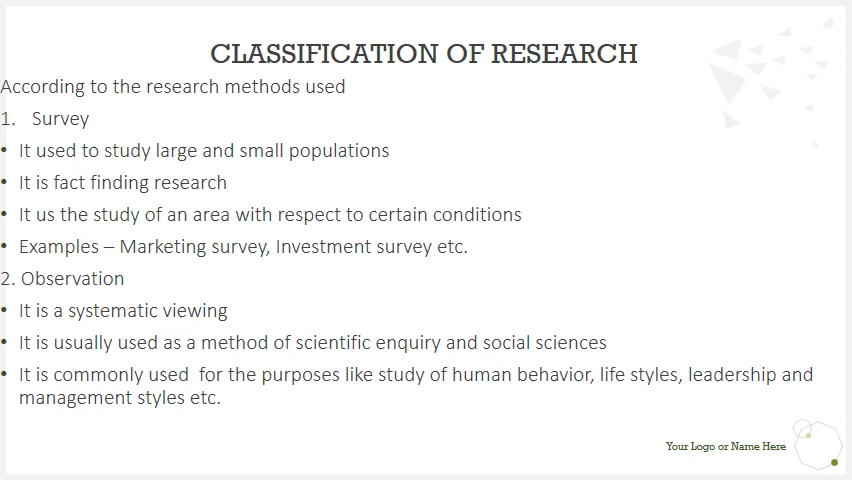 CLASSIFICATION OF RESEARCH
According to the research methods used
1. Survey
• It used to study large and small populations
• It is fact finding research
• It us the study of an area with respect to certain conditions
• Examples – Marketing survey, Investment survey etc.
2. Observation
• It is a systematic viewing
• It is usually used as a method of scientific enquiry and social sciences
• It is commonly used  for the purposes like study of human behavior, life styles, leadership and
management styles etc.
Your Logo or Name Here